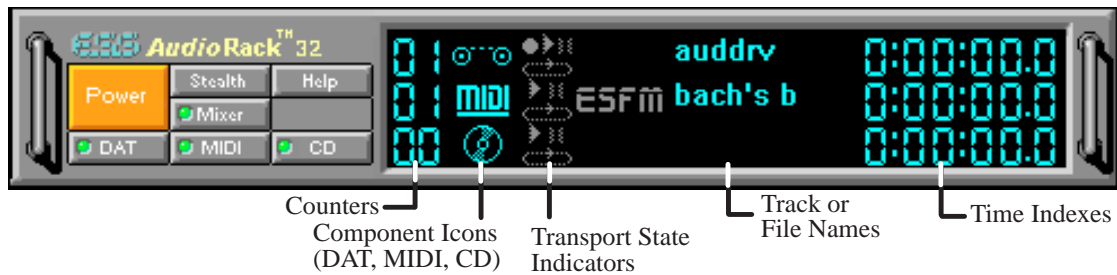 ESS AudioRack™32
Power
Stealth
Help
Mixer
DAT
MIDI
CD
01
auddrv
0:00:00.0
01
MIDI
ESFM
bach's b
0:00:00.0
00
0:00:00.0
Counters
Component Icons
(DAT, MIDI, CD)
Transport State
Indicators
Track or
File Names
Time Indexes